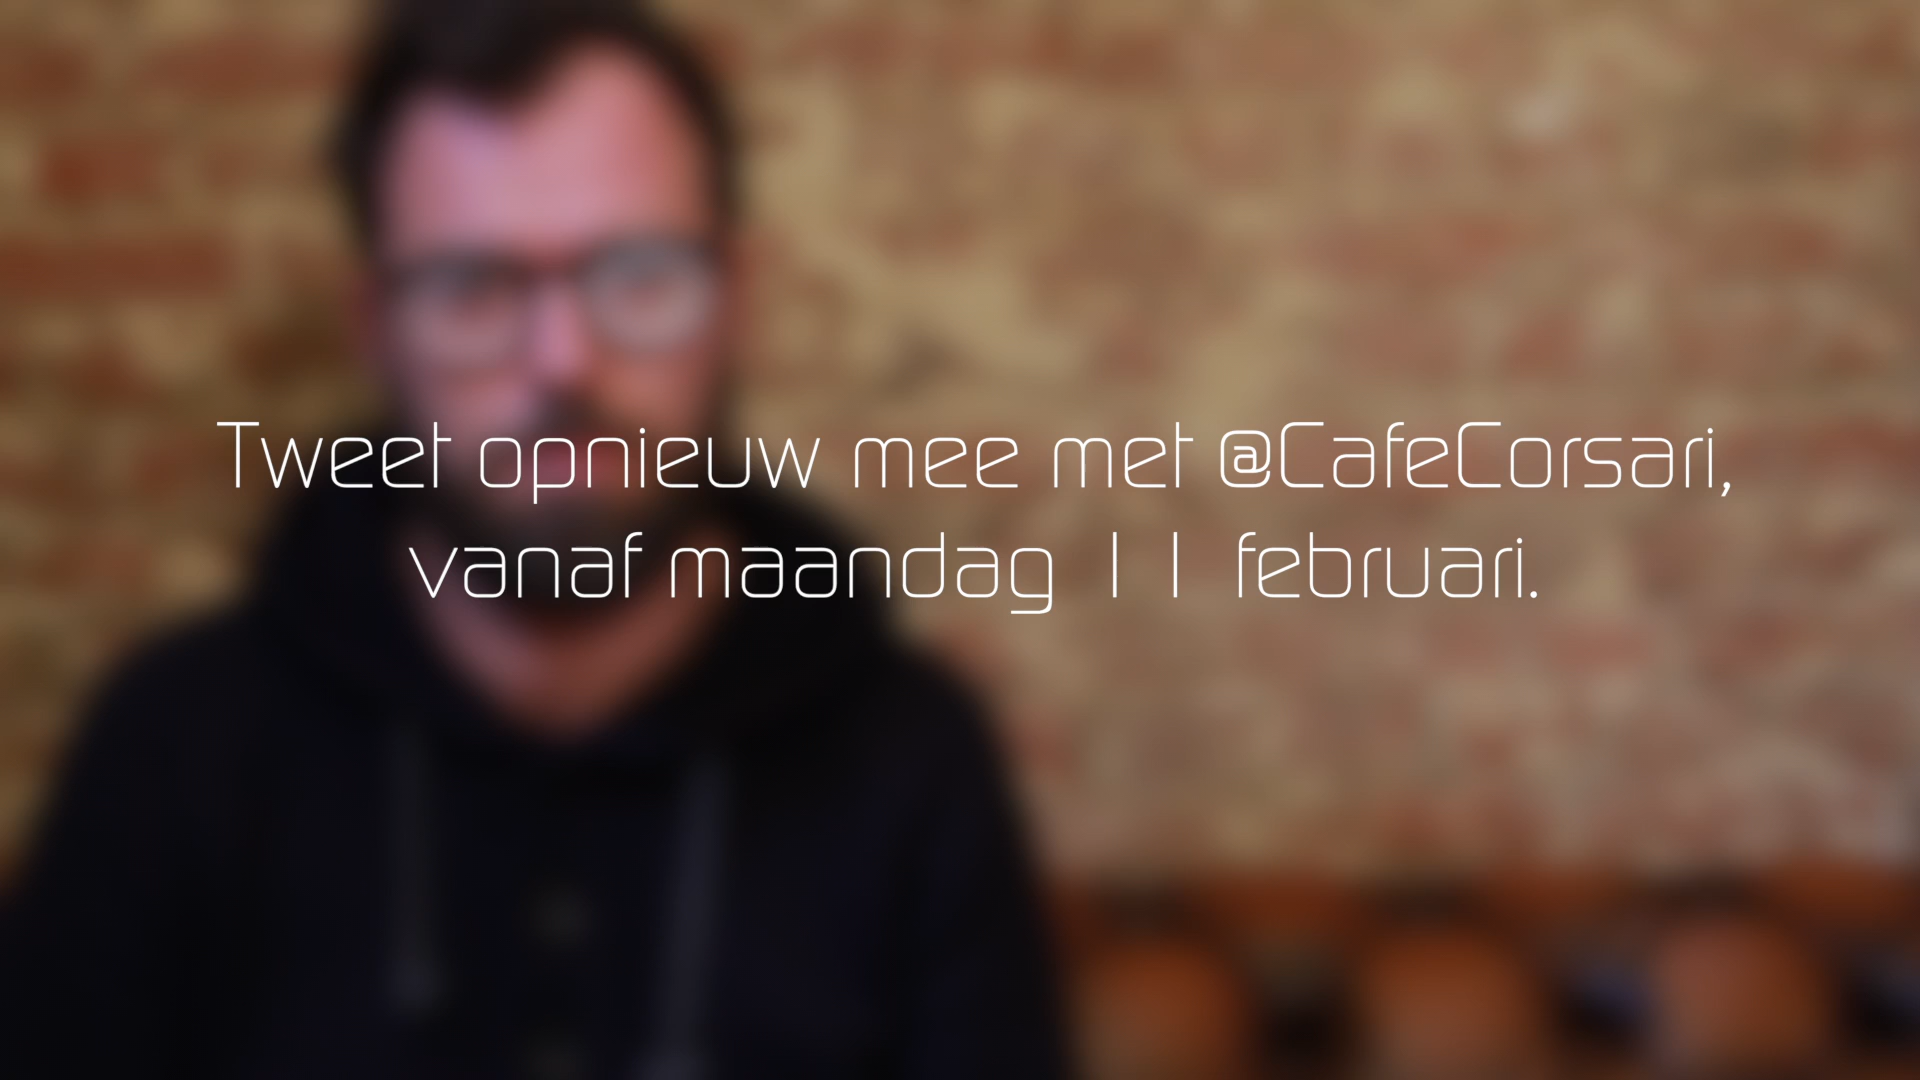 Tweet opnieuw mee met @CafeCorsari,
vanaf maandag 11 februari.